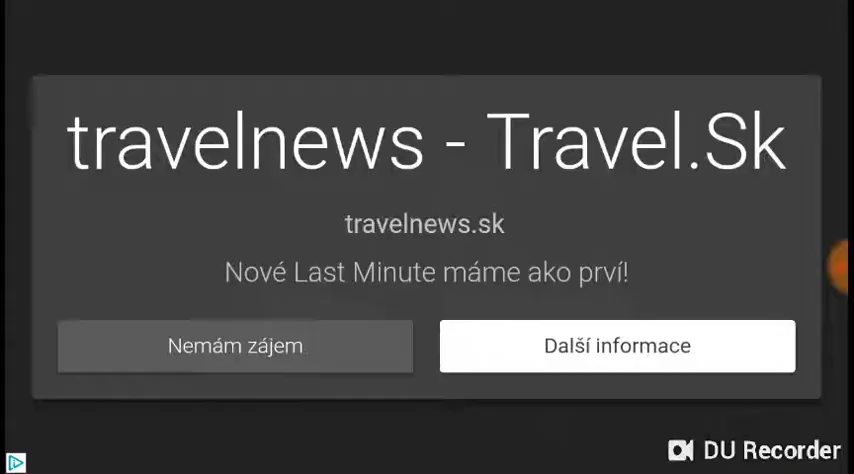 travelnews - Travel.Sk
travelnews.sk
Nové Last Minute máme ako prví!
Nemám zájem
Další informace
DU Recorder